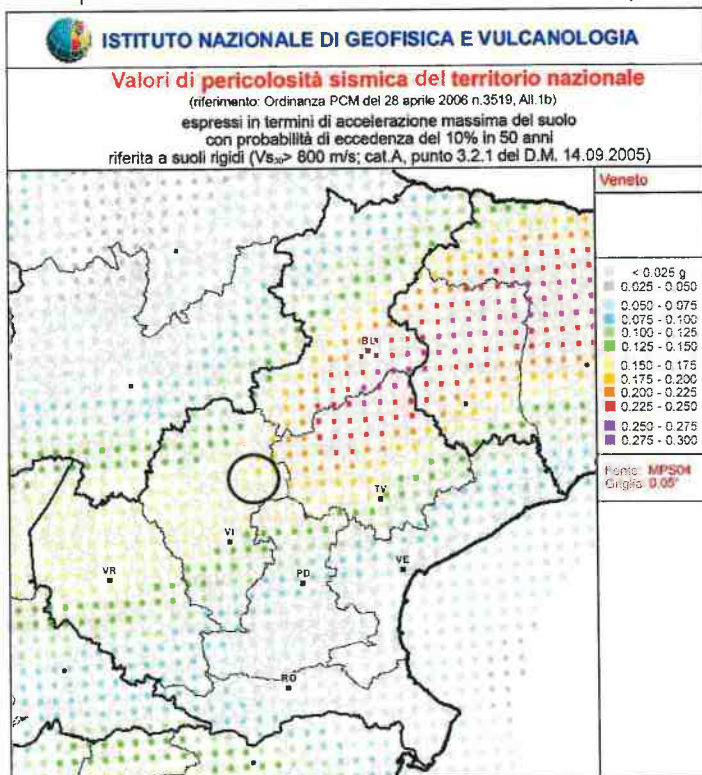 ISTITUTO NAZIONALE DI GEOFISICA E VULCANOLOGIA
Valori di pericolosità sismica del territorio nazionale
(riferimento: Ordinanza PCM del 28 aprile 2006 n.3519, All.1b)
espressi in termini di accelerazione massima del suolo
con probabilità di eccedenza del 10% in 50 anni
riferita a suoli rigidi (Vs₃₀> 800 m/s; cat.A, punto 3.2.1 del D.M. 14.09.2005)
Veneto
< 0.025 g
0.025 - 0.050
0.050 - 0.075
0.075 - 0.100
0.100 - 0.125
0.125 - 0.150
0.150 - 0.175
0.175 - 0.200
0.200 - 0.225
0.225 - 0.250
0.250 - 0.275
0.275 - 0.300
Fonte: MPS04
Griglia 0.05°
BL
TV
VI
VR
PD
VE
RO